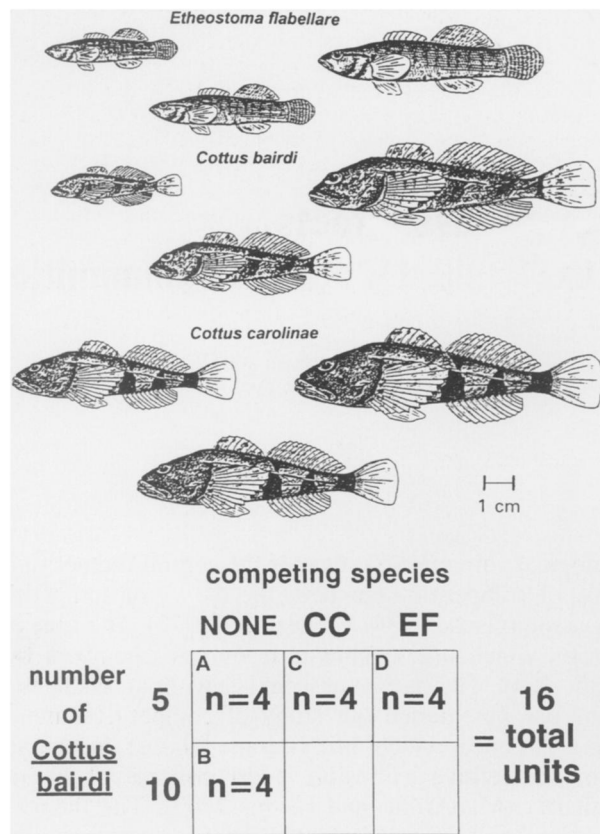 Etheostoma flabellare
Cottus bairdi
Cottus carolinae
1 cm
competing species
NONE CC EF
number
of
Cottus
bairdi
5
10
A
n=4
C
n=4
D
n=4
B
n=4
16
= total
units